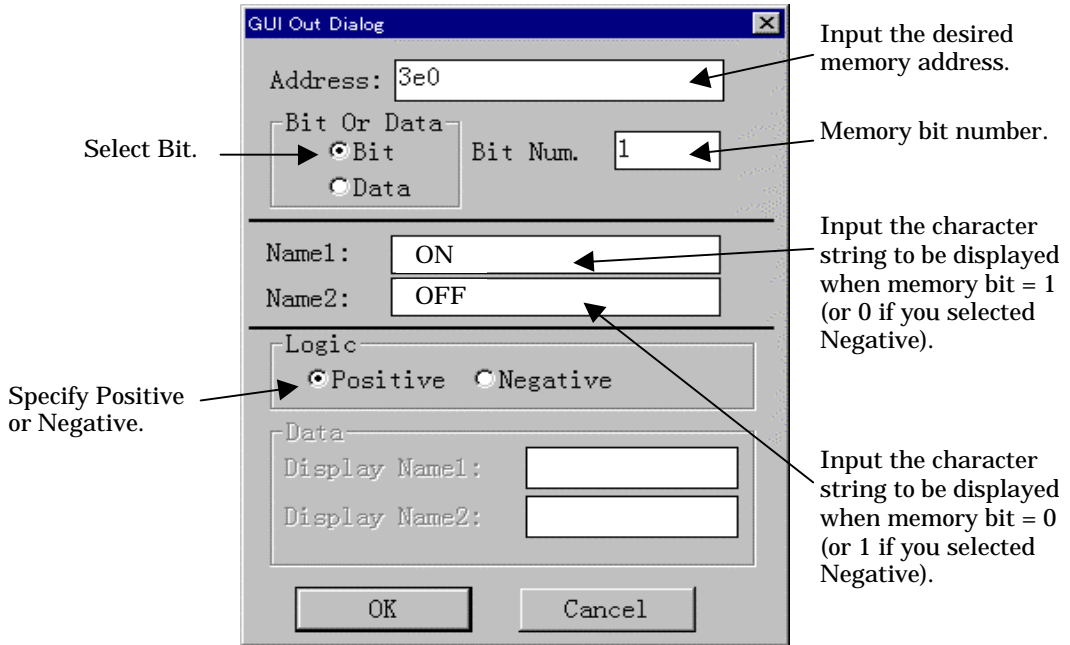 GUI Out Dialog
Address: 3e0
Input the desired
memory address.
Bit Or Data
Select Bit.
Bit
Bit Num. 1
Memory bit number.
Data
Name1: ON
Name2: OFF
Input the character
string to be displayed
when memory bit = 1
(or 0 if you selected
Negative).
Logic
Positive Negative
Specify Positive
or Negative.
Data
Display Name1:
Display Name2:
Input the character
string to be displayed
when memory bit = 0
(or 1 if you selected
Negative).
OK Cancel